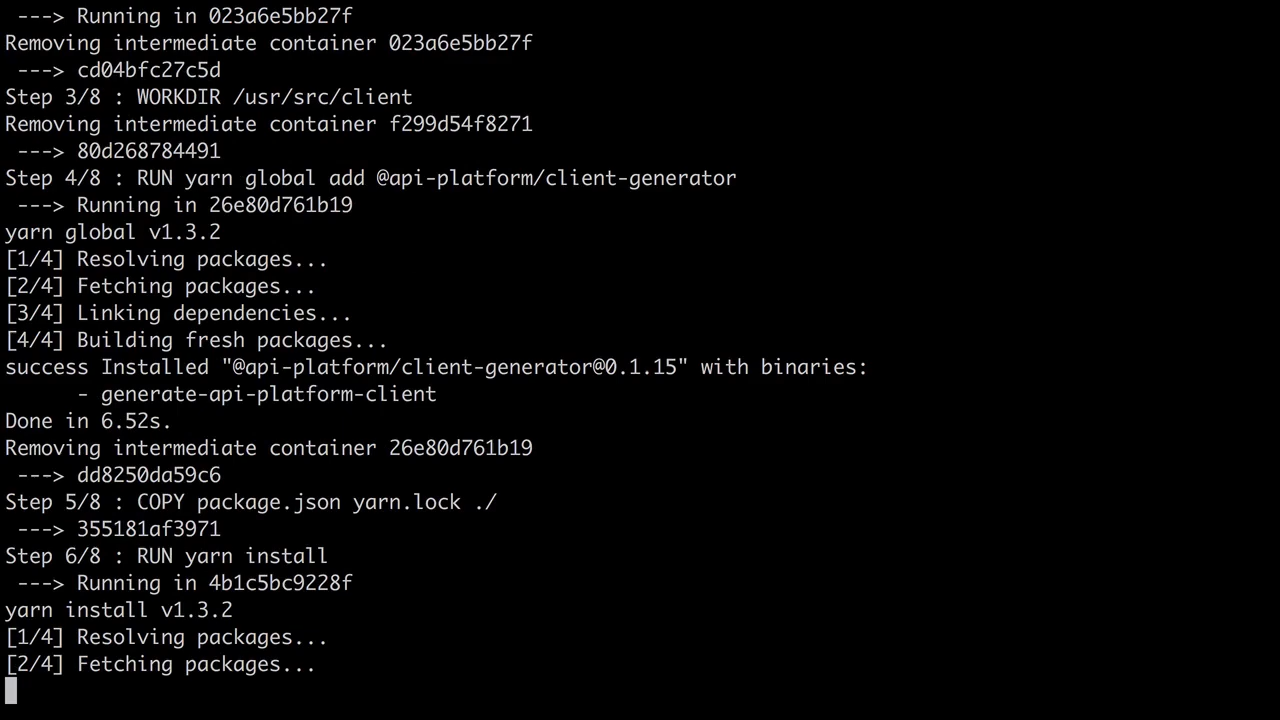 ---> Running in 023a6e5bb27f
Removing intermediate container 023a6e5bb27f
---> cd04bfc27c5d
Step 3/8 : WORKDIR /usr/src/client
Removing intermediate container f299d54f8271
---> 80d268784491
Step 4/8 : RUN yarn global add @api-platform/client-generator
---> Running in 26e80d761b19
yarn global v1.3.2
[1/4] Resolving packages...
[2/4] Fetching packages...
[3/4] Linking dependencies...
[4/4] Building fresh packages...
success Installed "@api-platform/client-generator@0.1.15" with binaries:
- generate-api-platform-client
Done in 6.52s.
Removing intermediate container 26e80d761b19
---> dd8250da59c6
Step 5/8 : COPY package.json yarn.lock ./
---> 355181af3971
Step 6/8 : RUN yarn install
---> Running in 4b1c5bc9228f
yarn install v1.3.2
[1/4] Resolving packages...
[2/4] Fetching packages...